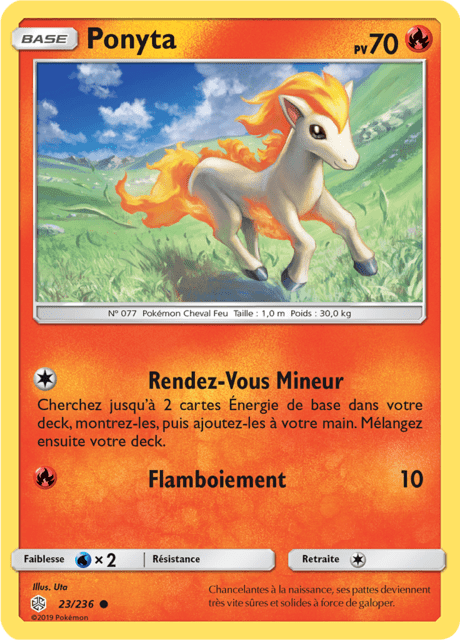 BASE Ponyta PV70
N° 077 Pokémon Cheval Feu Taille : 1,0 m Poids : 30,0 kg
Rendez-Vous Mineur
Cherchez jusqu'à 2 cartes Énergie de base dans votre
deck, montrez-les, puis ajoutez-les à votre main. Mélangez
ensuite votre deck.
Flamboiement 10
Faiblesse ×2 Résistance Retraite
Illus. Uta
23/236
©2019 Pokémon
Chancelantes à la naissance, ses pattes deviennent
très vite sûres et solides à force de galoper.